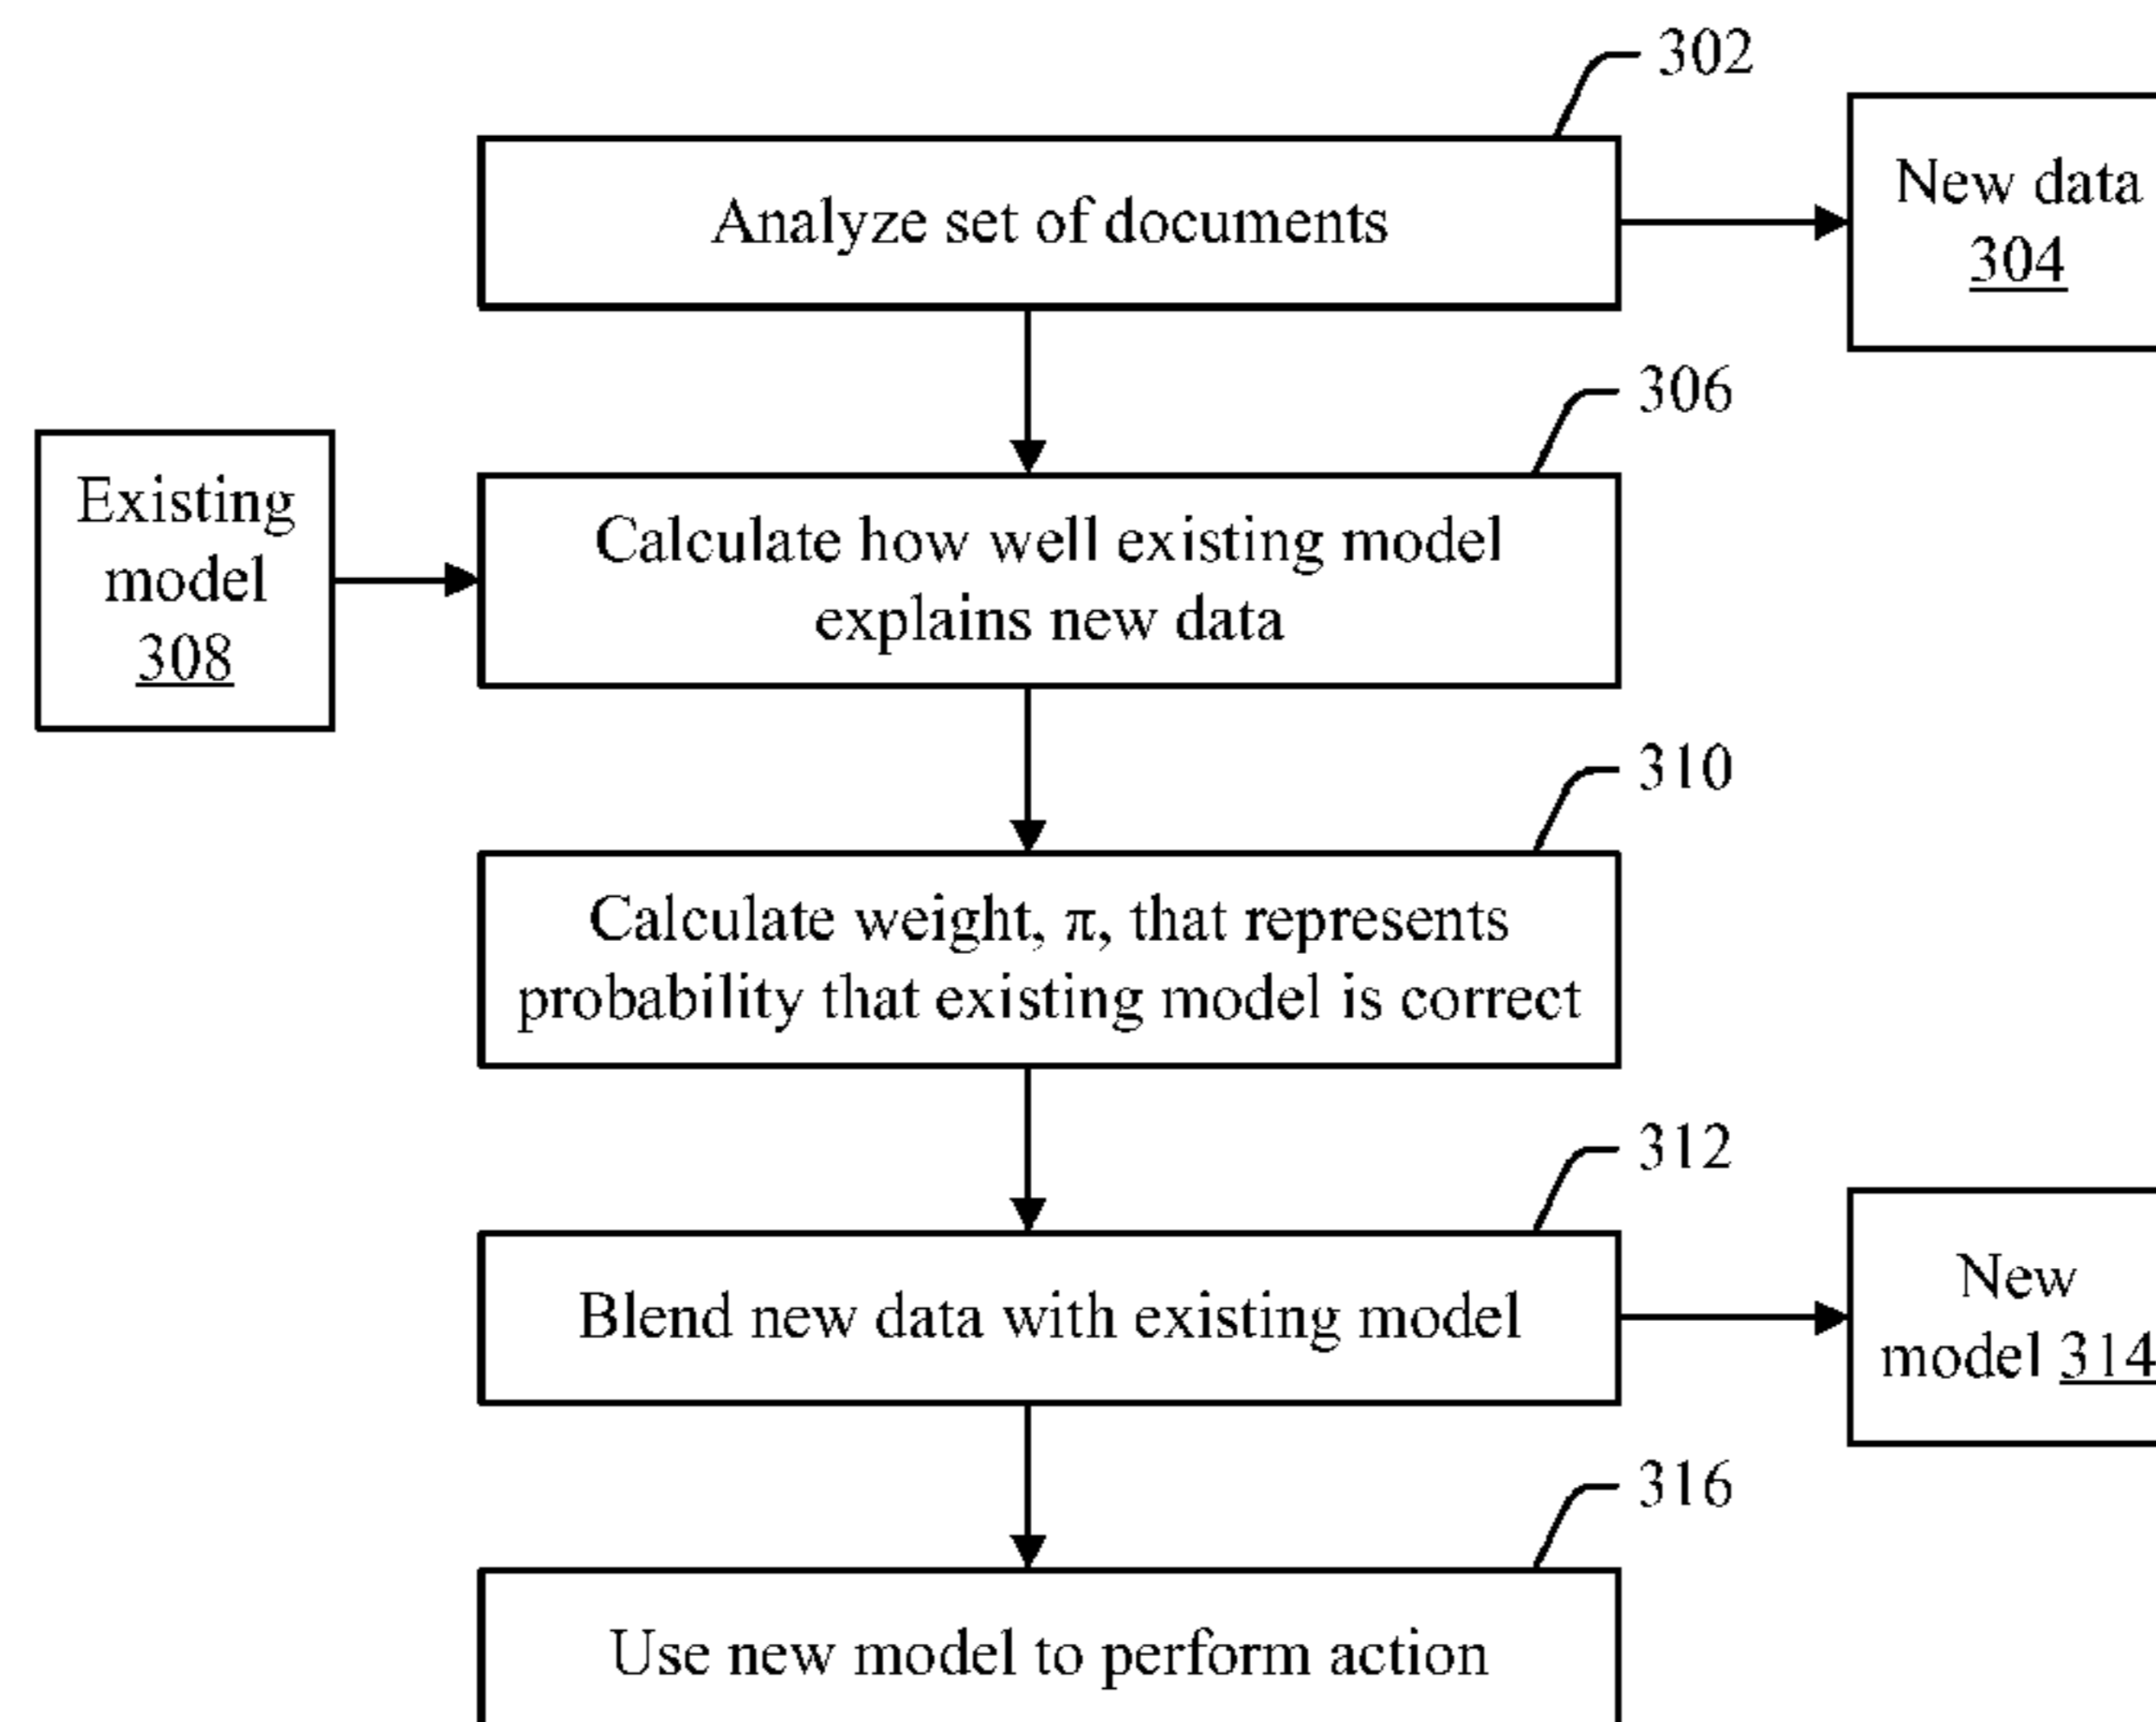 302
Analyze set of documents
New data
304
306
Existing
model
308
Calculate how well existing model
explains new data
310
Calculate weight, π, that represents
probability that existing model is correct
312
Blend new data with existing model
New
model 314
316
Use new model to perform action